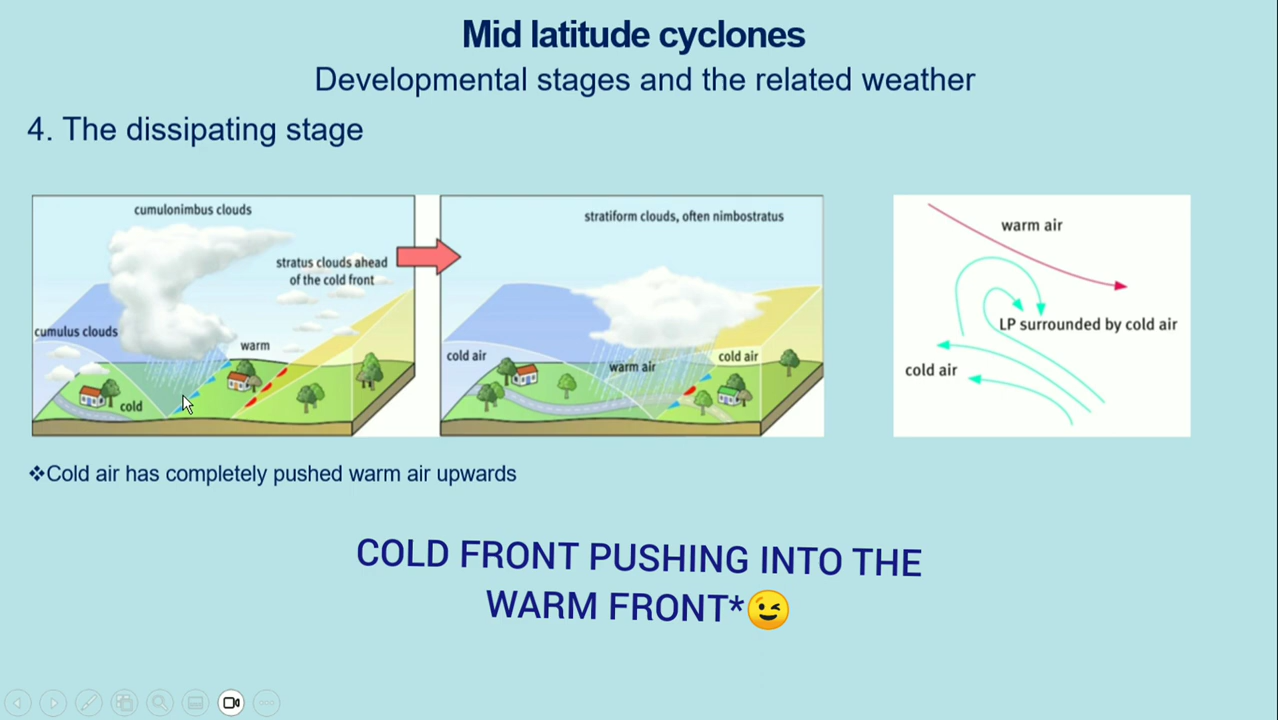 Mid latitude cyclones
Developmental stages and the related weather
4. The dissipating stage
cumulonimbus clouds
stratus clouds ahead
of the cold front
cumulus clouds
warm
cold
stratiform clouds, often nimbostratus
cold air
warm air
cold air
warm air
LP surrounded by cold air
cold air
❖Cold air has completely pushed warm air upwards
COLD FRONT PUSHING INTO THE
WARM FRONT*😉